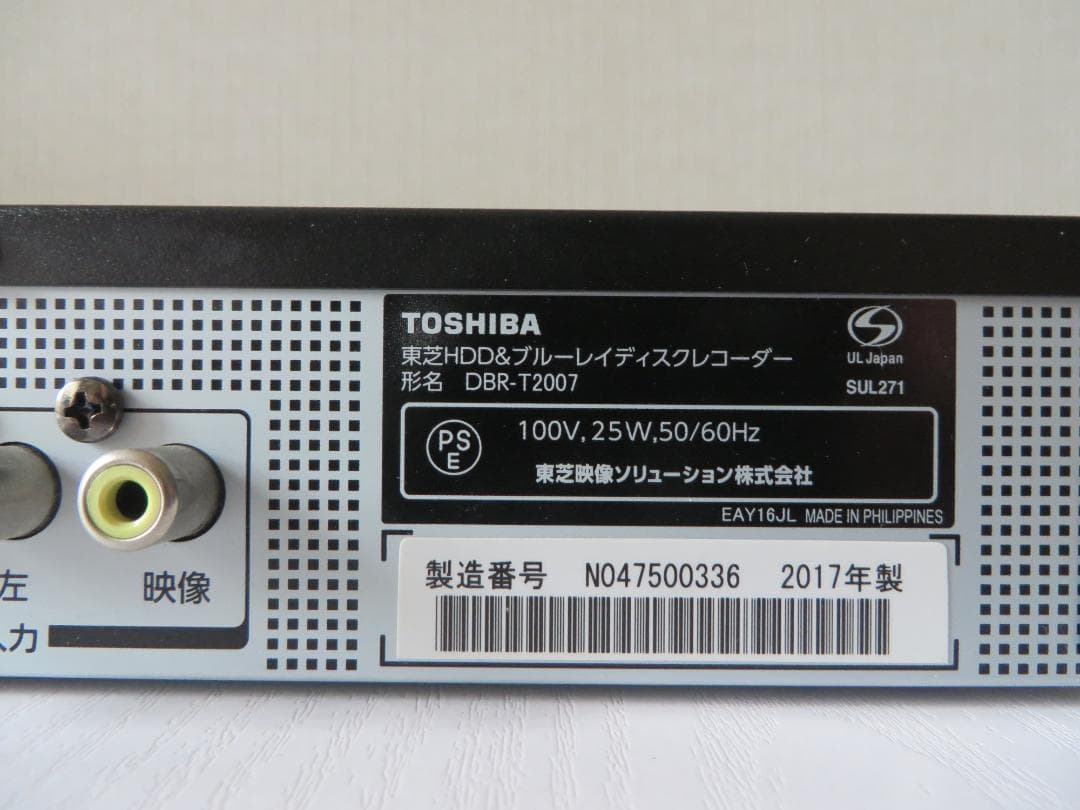 TOSHIBA
東芝HDD&ブルーレイディスクレコーダー
形名 DBR-T2007
UL Japan
SUL271
PS
E
100V, 25W, 50/60Hz
東芝映像ソリューション株式会社
EAY16JL MADE IN PHILIPPINES
製造番号 N047500336 2017年製
左
映像
入力